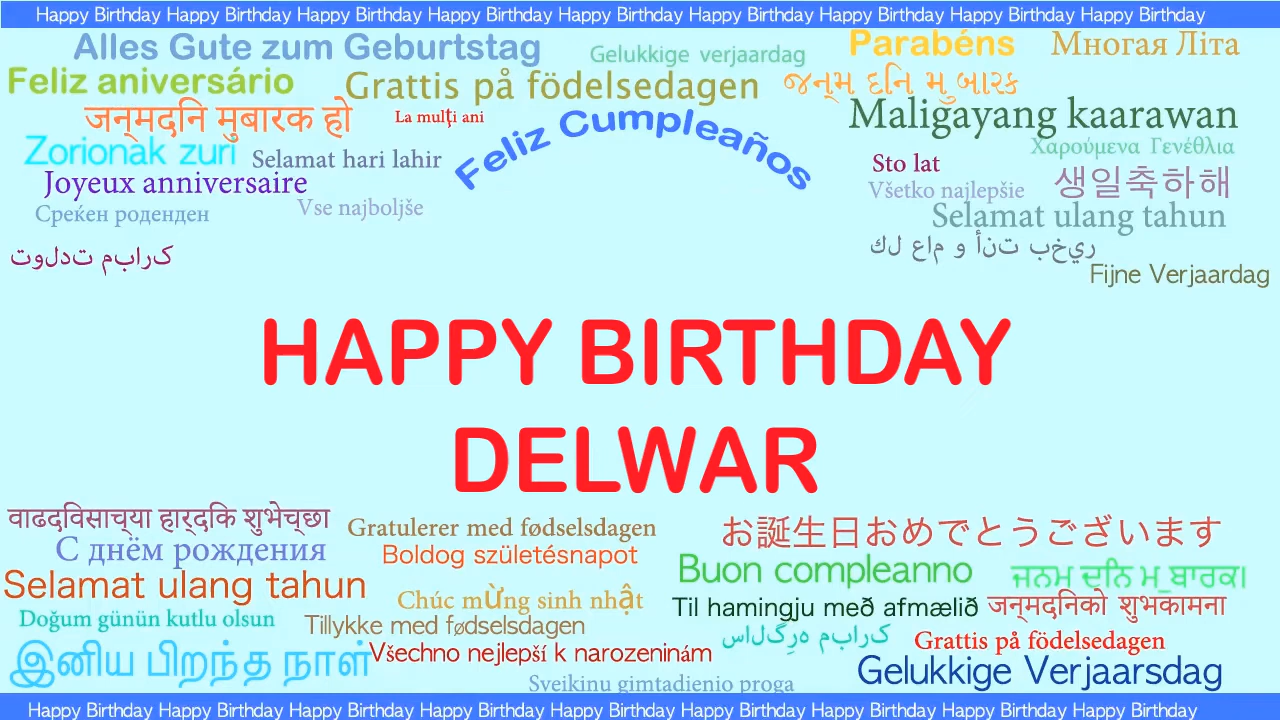 Happy Birthday Happy Birthday Happy Birthday Happy Birthday Happy Birthday Happy Birthday Happy Birthday Happy Birthday Happy Birthday
Alles Gute zum Geburtstag
Gelukkige verjaardag
Parabéns
Многая Літа
Feliz aniversário
Grattis på födelsedagen
જન્મ દિન મુબારક
जन्मदिन मुबारक हो
La mulţi ani
Feliz Cumpleaños
Maligayang kaarawan
Zorionak zuri
Selamat hari lahir
Χαρούμενα Γενέθλια
Sto lat
Joyeux anniversaire
Všetko najlepšie
생일축하해
Среќен роденден
Vse najboljše
Selamat ulang tahun
تولدت مبارک
كل عام و أنت بخير
Fijne Verjaardag
HAPPY BIRTHDAY
DELWAR
वाढदिवसाच्या हार्दिक शुभेच्छा
Gratulerer med fødselsdagen
お誕生日おめでとうございます
С днём рождения
Boldog születésnapot
Buon compleanno
ਜਨਮ ਦਿਨ ਮੁਬਾਰਕ।
Selamat ulang tahun
Chúc mừng sinh nhật
Til hamingju með afmælið
जन्मदिनको शुभकामना
Doğum günün kutlu olsun
Tillykke med fødselsdagen
سالگرہ مبارک
Grattis på födelsedagen
இனிய பிறந்த நாள்
Všechno nejlepší k narozeninám
Gelukkige Verjaarsdag
Sveikinu gimtadienio proga
Happy Birthday Happy Birthday Happy Birthday Happy Birthday Happy Birthday Happy Birthday Happy Birthday Happy Birthday Happy Birthday